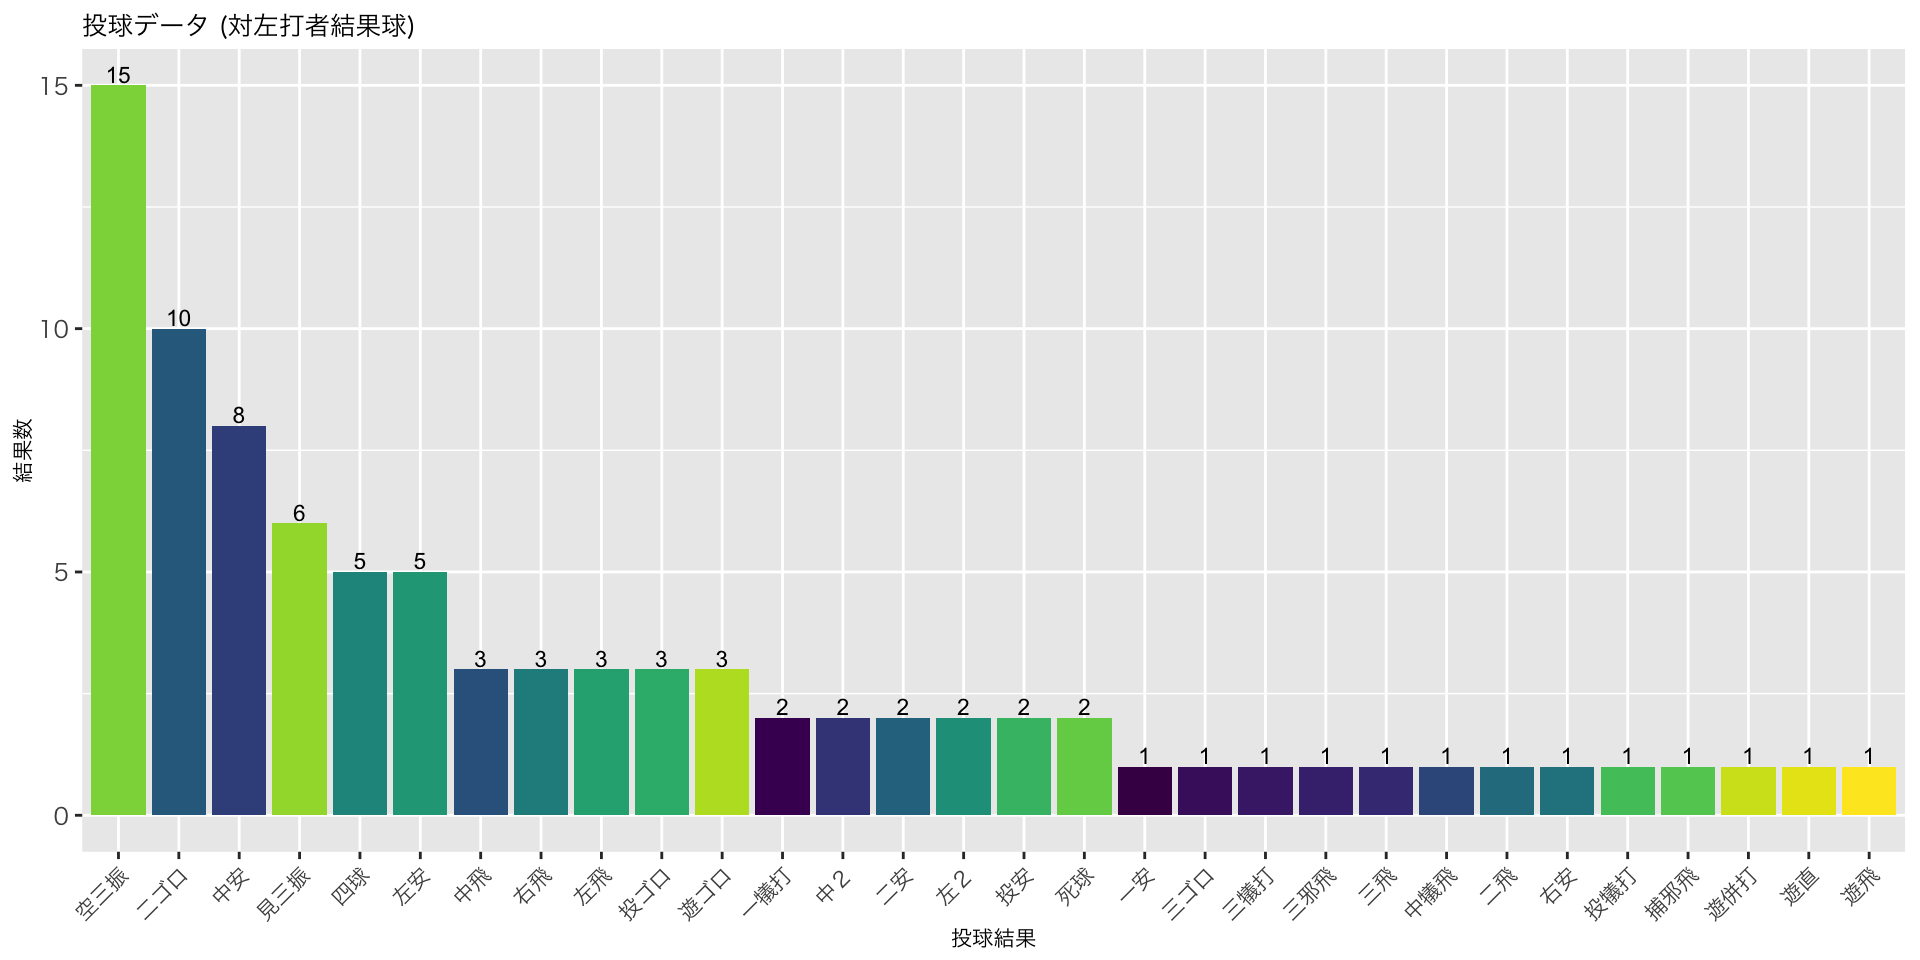 投球データ (対左打者結果球)
結果数
15
10
5
0
15
10
8
6
5
5
3
3
3
3
3
2
2
2
2
2
2
1
1
1
1
1
1
1
1
1
1
1
1
1
空三振
二ゴロ
中安
見三振
四球
左安
中飛
右飛
左飛
投ゴロ
遊ゴロ
一犠打
中２
二安
左２
投安
死球
一安
三ゴロ
三犠打
三邪飛
三飛
中犠飛
二飛
右安
投犠打
捕邪飛
遊併打
遊直
遊飛
投球結果